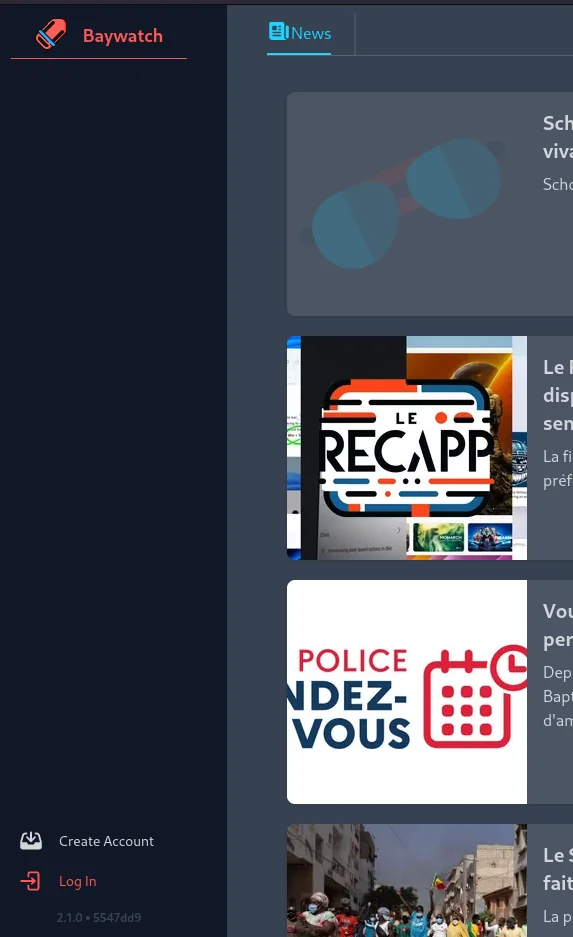 Baywatch
News
Sch
viva
Scho
LE
RECAPP
Le R
disp
sen
La fi
préf
POLICE
NDEZ-
VOUS
Vou
per
Dep
Bapt
d'am
Le S
fait
La p
Create Account
Log In
2.1.0 • 5547dd9